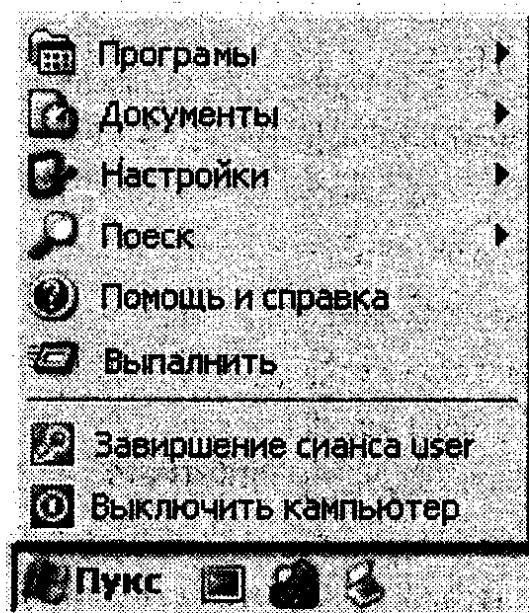 Програмы
Документы
Настройки
Поеск
Помощь и справка
Выпалнить
Завиршение сианса user
Выключить кампьютер
Пукс